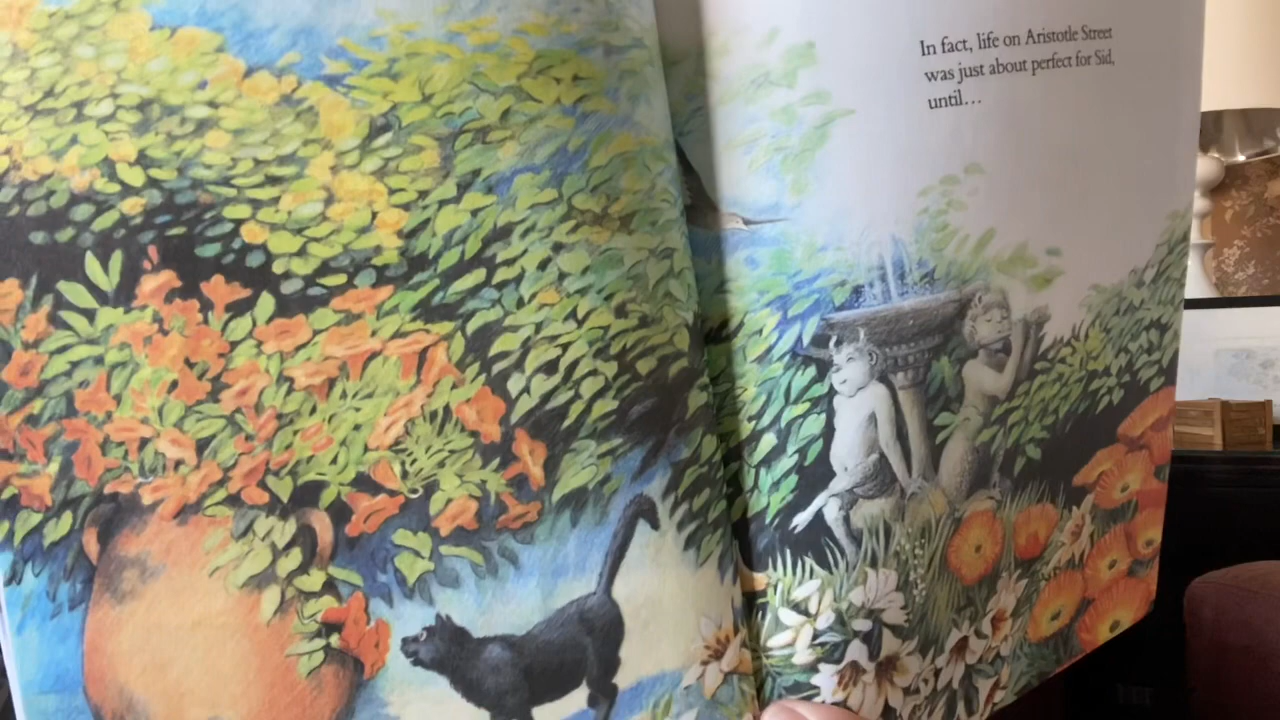 In fact, life on Aristotle Street
was just about perfect for Sid,
until...